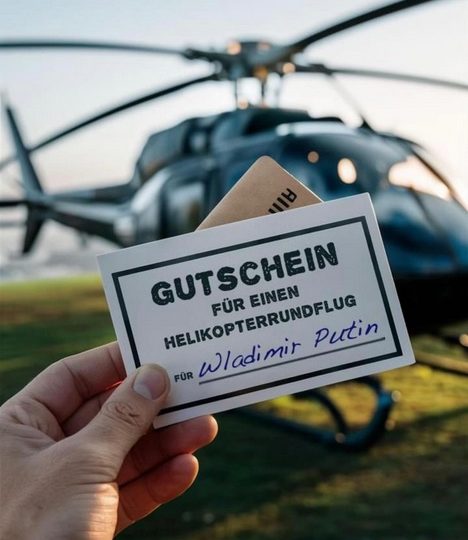 GUTSCHEIN
FÜR EINEN
HELIKOPTERRUNDFLUG
FÜR Wladimir Putin